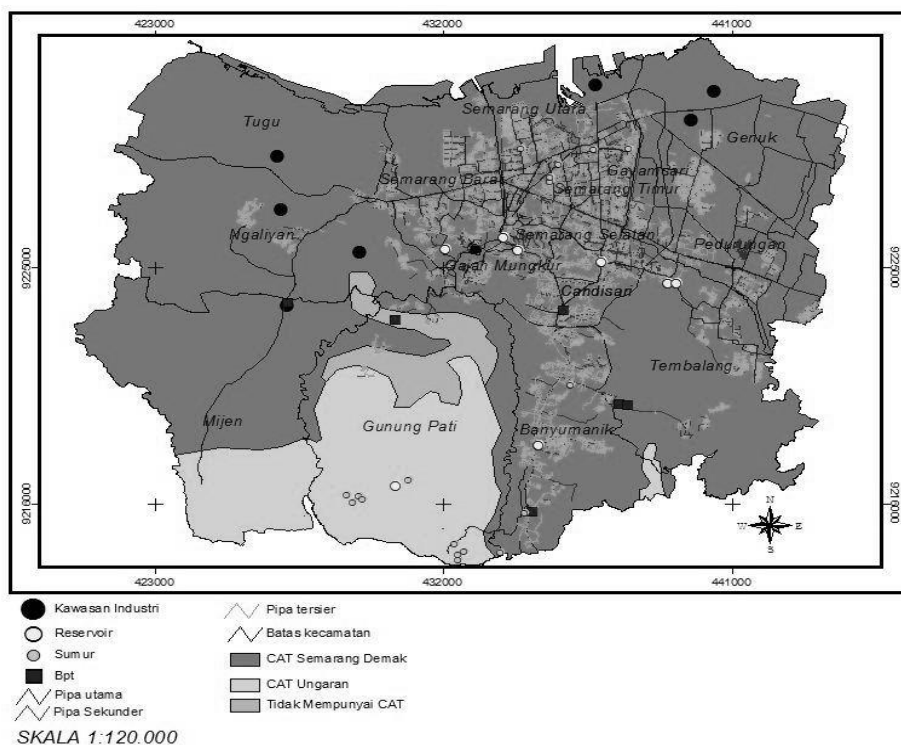 423000 432000 441000
Semarang Utara
Tugu
Genuk
Gayamsari
Semarang Barat
Semarang Timur
Ngaliyan
Semarang Selatan
Pedurungan
9225000 9225000
Gajah Mungkur
Candisari
Tembalang
Mijen
Gunung Pati
Banyumanik
9216000 9216000
N
W E
S
423000 432000 441000
Kawasan Industri
Reservoir
Sumur
Bpt
Pipa utama
Pipa Sekunder
Pipa tersier
Batas kecamatan
CAT Semarang Demak
CAT Ungaran
Tidak Mempunyai CAT
SKALA 1:120.000